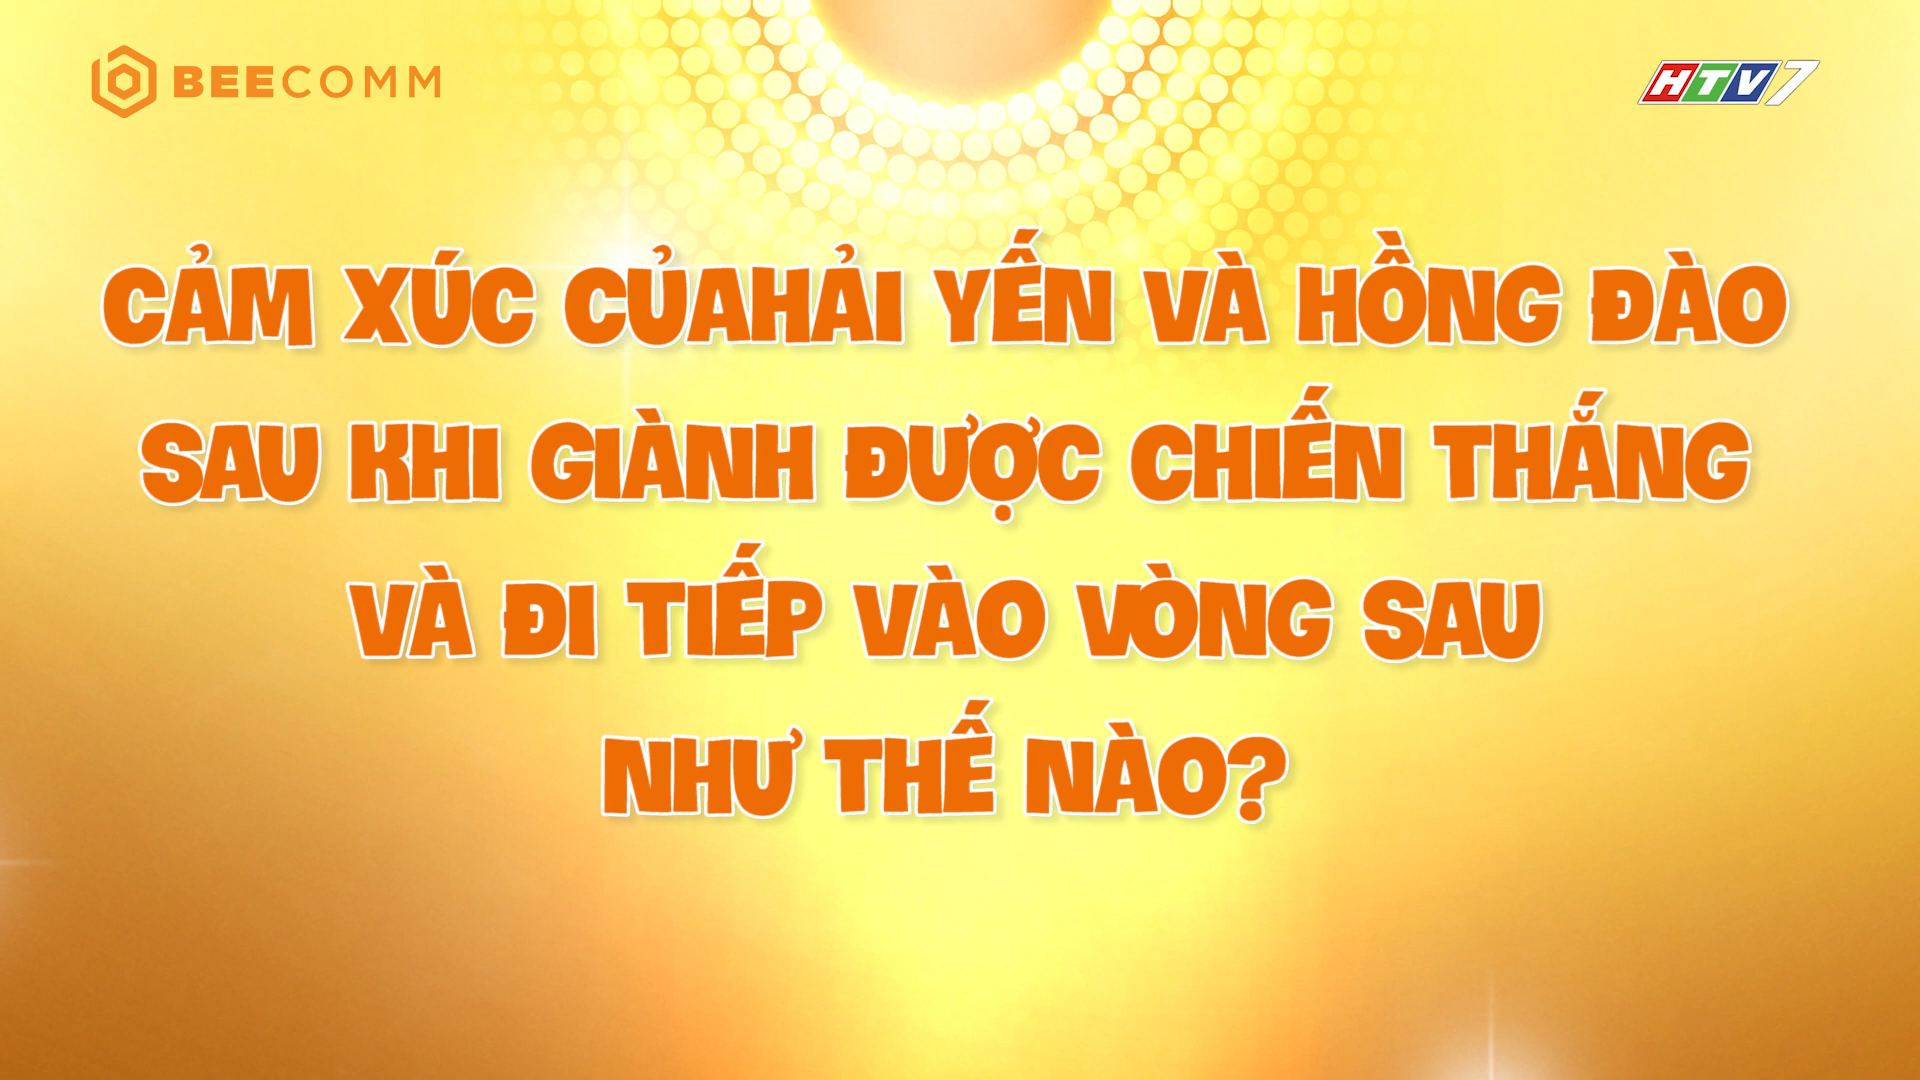 BEECOMM
HTV7
CẢM XÚC CỦAHẢI YẾN VÀ HỒNG ĐÀO
SAU KHI GIÀNH ĐƯỢC CHIẾN THẮNG
VÀ ĐI TIẾP VÀO VÒNG SAU
NHƯ THẾ NÀO?